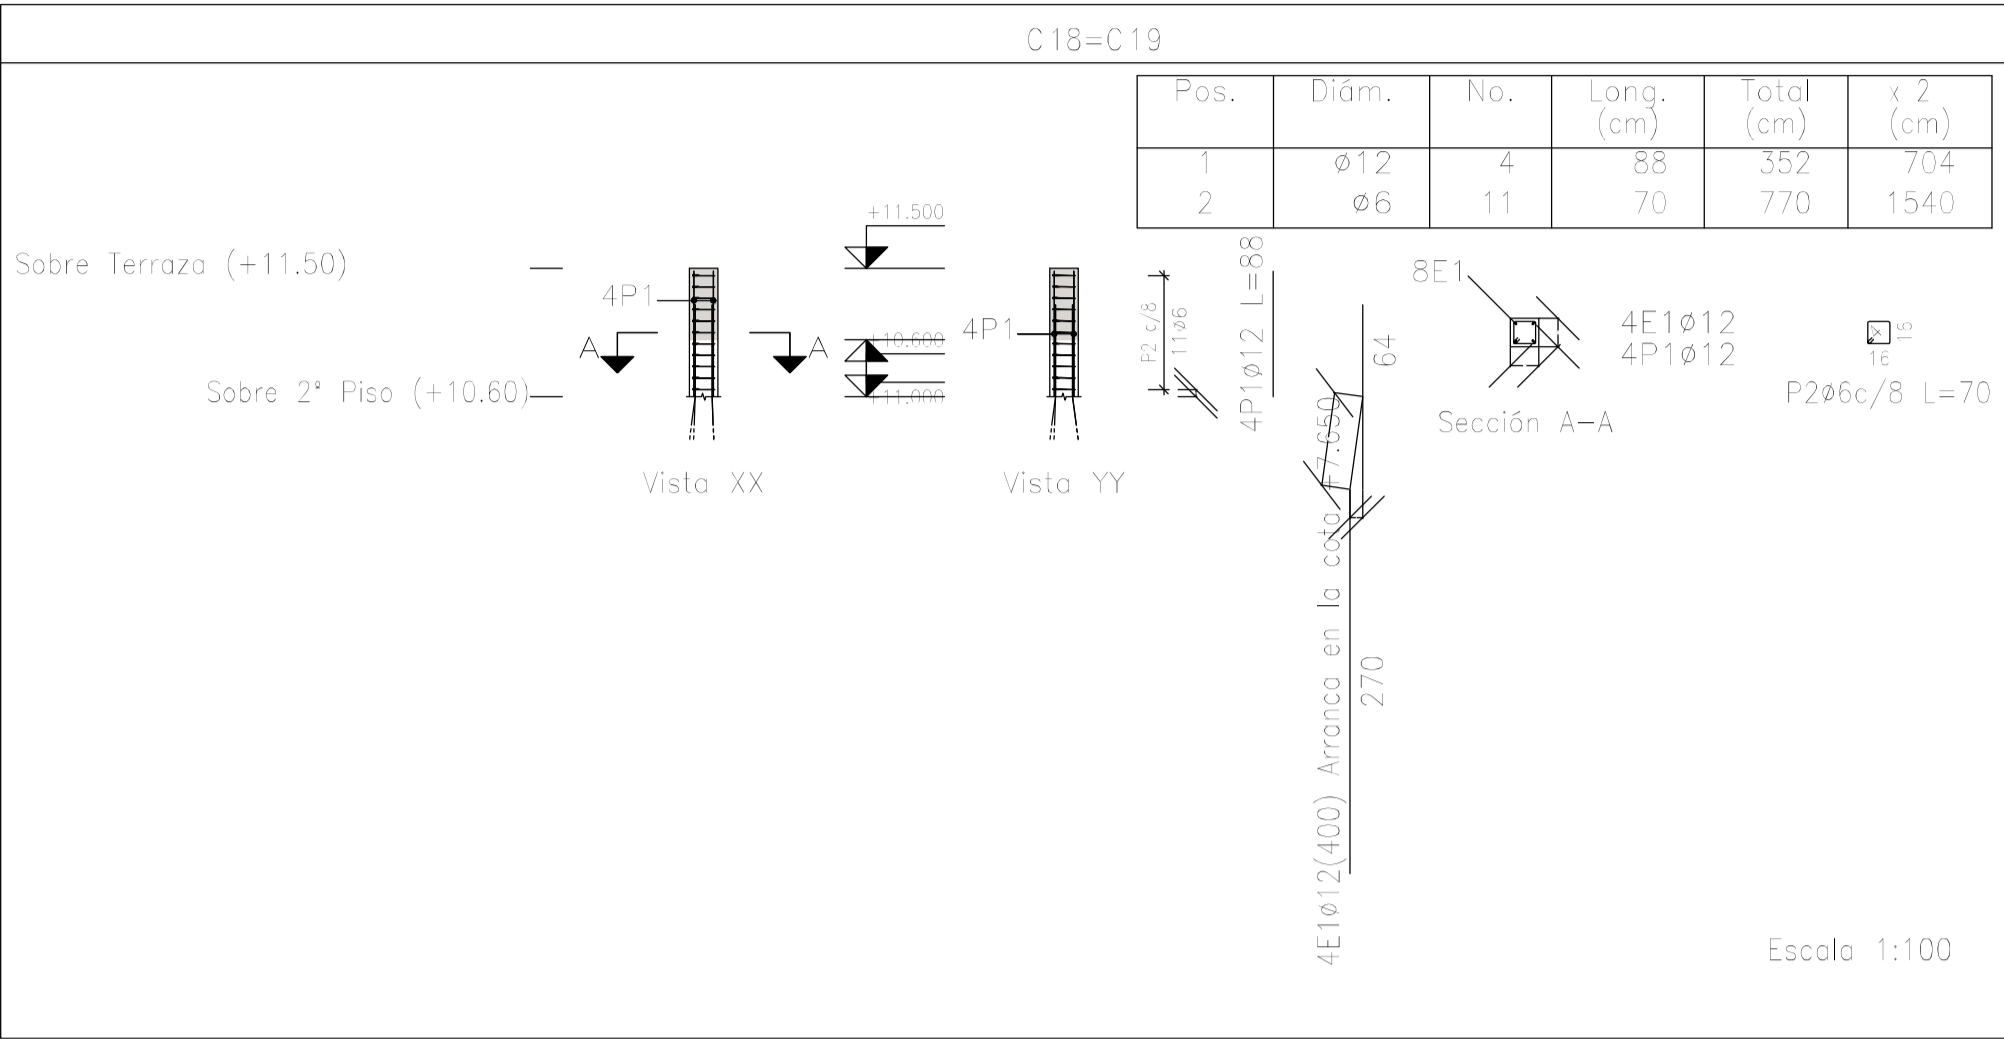 C18=C19
Pos. Diám. No. Long. (cm) Total (cm) x 2 (cm)
1 ø12 4 88 352 704
2 ø6 11 70 770 1540
Sobre Terraza (+11.50)
Sobre 2º Piso (+10.60)
4P1
A
A
Vista XX
+11.500
+10.600
+11.000
4P1
Vista YY
P2 c/8
11ø6
4P1ø12 L=88
64
270
4E1ø12(400) Arranca en la cota +7.650
8E1
4E1ø12
4P1ø12
Sección A-A
16
16
P2ø6c/8 L=70
Escala 1:100